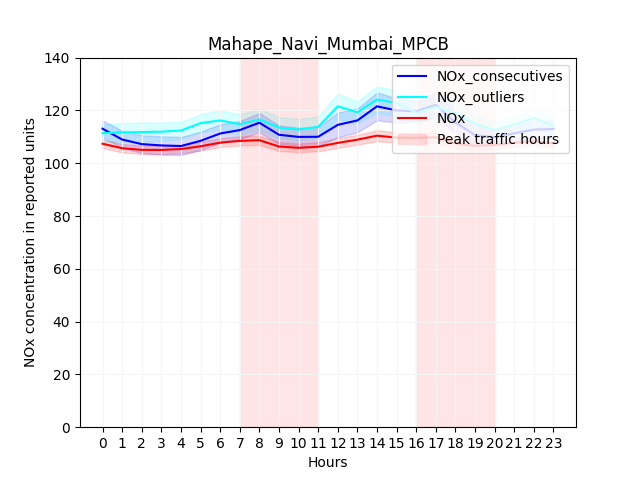 Mahape_Navi_Mumbai_MPCB
NOx concentration in reported units
140
120
100
80
60
40
20
0
NOx_consecutives
NOx_outliers
NOx
Peak traffic hours
0 1 2 3 4 5 6 7 8 9 10 11 12 13 14 15 16 17 18 19 20 21 22 23
Hours